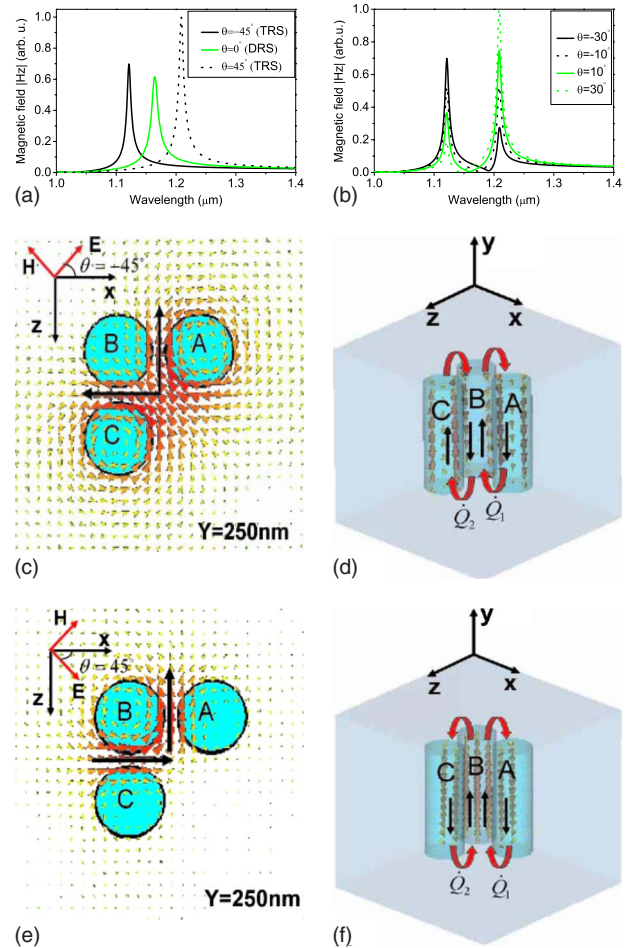 Magnetic field |Hz| (arb. u.)
1.0
0.8
0.6
0.4
0.2
0.0
θ=-45° (TRS)
θ=0° (DRS)
θ=45° (TRS)
1.0 1.1 1.2 1.3 1.4
Wavelength (μm)
(a)
Magnetic field |Hz| (arb. u.)
1.0
0.8
0.6
0.4
0.2
0.0
θ=-30°
θ=-10°
θ=10°
θ=30°
1.0 1.1 1.2 1.3 1.4
Wavelength (μm)
(b)
H E
θ=-45°
x
z
B A
C
Y=250nm
(c)
y
z x
C B A
Q̇₂ Q̇₁
(d)
H
x
θ=45
z E
B A
C
Y=250nm
(e)
y
z x
C B A
Q̇₂ Q̇₁
(f)